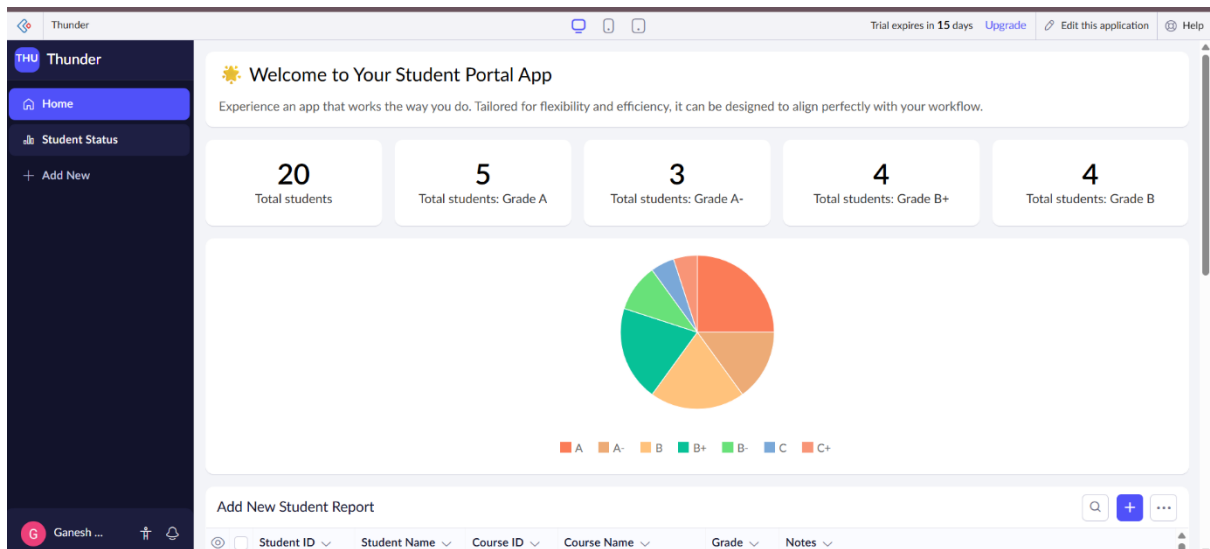 Thunder
Trial expires in 15 days Upgrade Edit this application Help
THU Thunder
Home
Student Status
Add New
Ganesh ...
G
Welcome to Your Student Portal App
Experience an app that works the way you do. Tailored for flexibility and efficiency, it can be designed to align perfectly with your workflow.
20
Total students
5
Total students: Grade A
3
Total students: Grade A-
4
Total students: Grade B+
4
Total students: Grade B
A A- B B+ B- C C+
Add New Student Report
Student ID Student Name Course ID Course Name Grade Notes